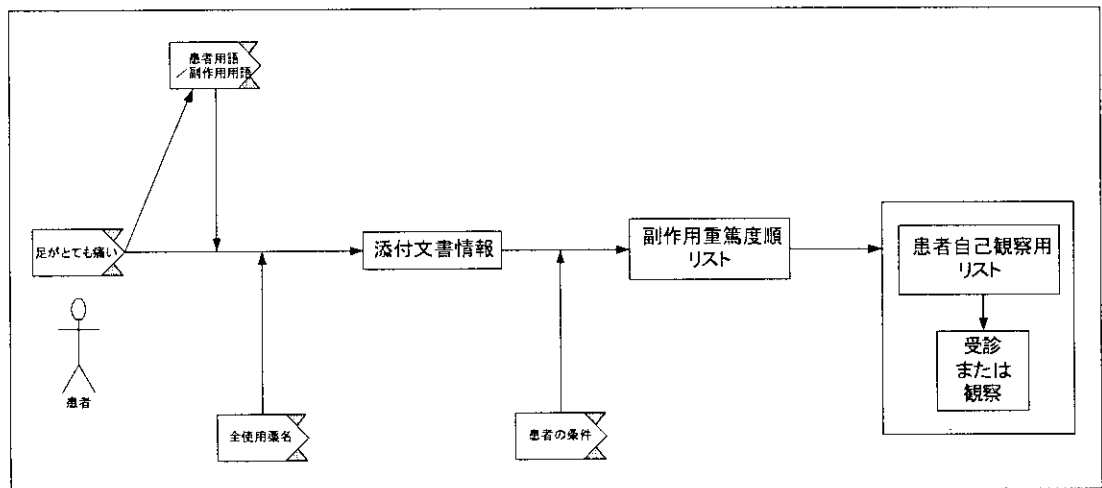 患者用語
／副作用用語
足がとても痛い
添付文書情報
副作用重篤度順
リスト
患者自己観察用
リスト
受診
または
観察
患者
全使用薬名
患者の条件